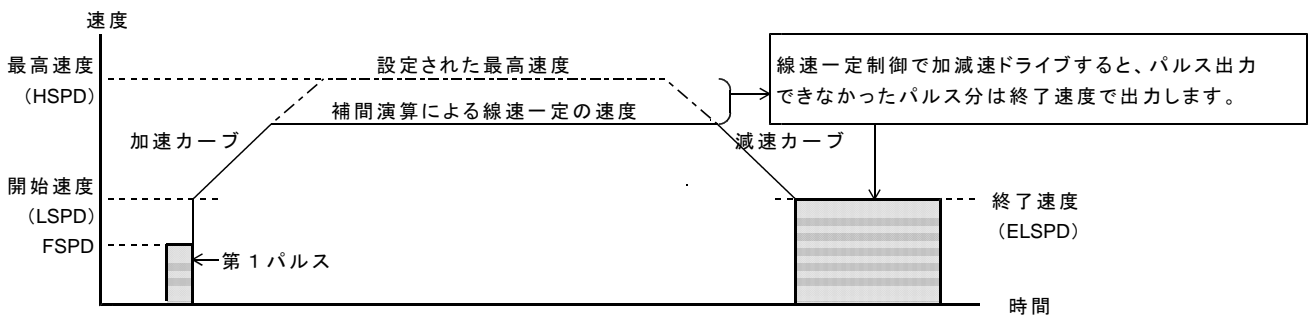 速度
最高速度
(HSPD)
設定された最高速度
線速一定制御で加減速ドライブすると、パルス出力
できなかったパルス分は終了速度で出力します。
補間演算による線速一定の速度
加速カーブ
減速カーブ
開始速度
(LSPD)
終了速度
(ELSPD)
FSPD
第1パルス
時間